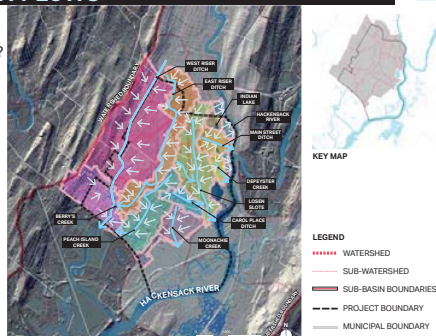 ?
WATERSHED BOUNDARY
WEST RISER
DITCH
EAST RISER
DITCH
INDIAN
LAKE
HACKENSACK
RIVER
MAIN STREET
DITCH
DEPEYSTER
CREEK
LOSEN
SLOTE
CAROL PLACE
DITCH
BERRY'S
CREEK
PEACH ISLAND
CREEK
MOONACHIE
CREEK
HACKENSACK RIVER
N
KEY MAP
LEGEND
WATERSHED
SUB-WATERSHED
SUB-BASIN BOUNDARIES
PROJECT BOUNDARY
MUNICIPAL BOUNDARY